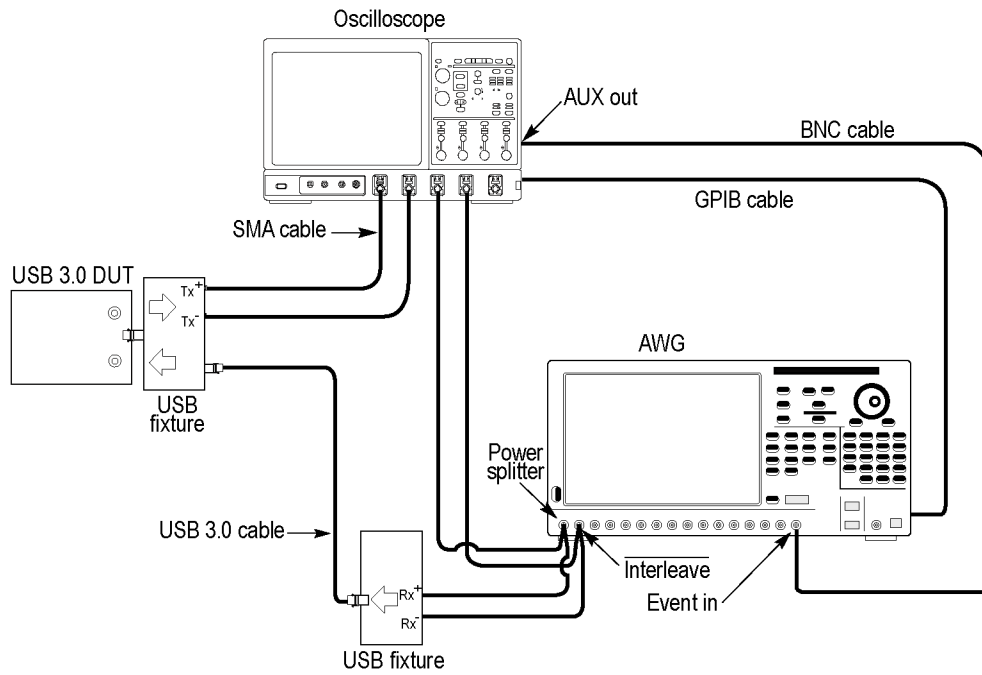 Oscilloscope
AUX out
BNC cable
GPIB cable
SMA cable
USB 3.0 DUT
Tx+
Tx-
USB
fixture
AWG
Power
splitter
USB 3.0 cable
Interleave
Event in
Rx+
Rx-
USB fixture